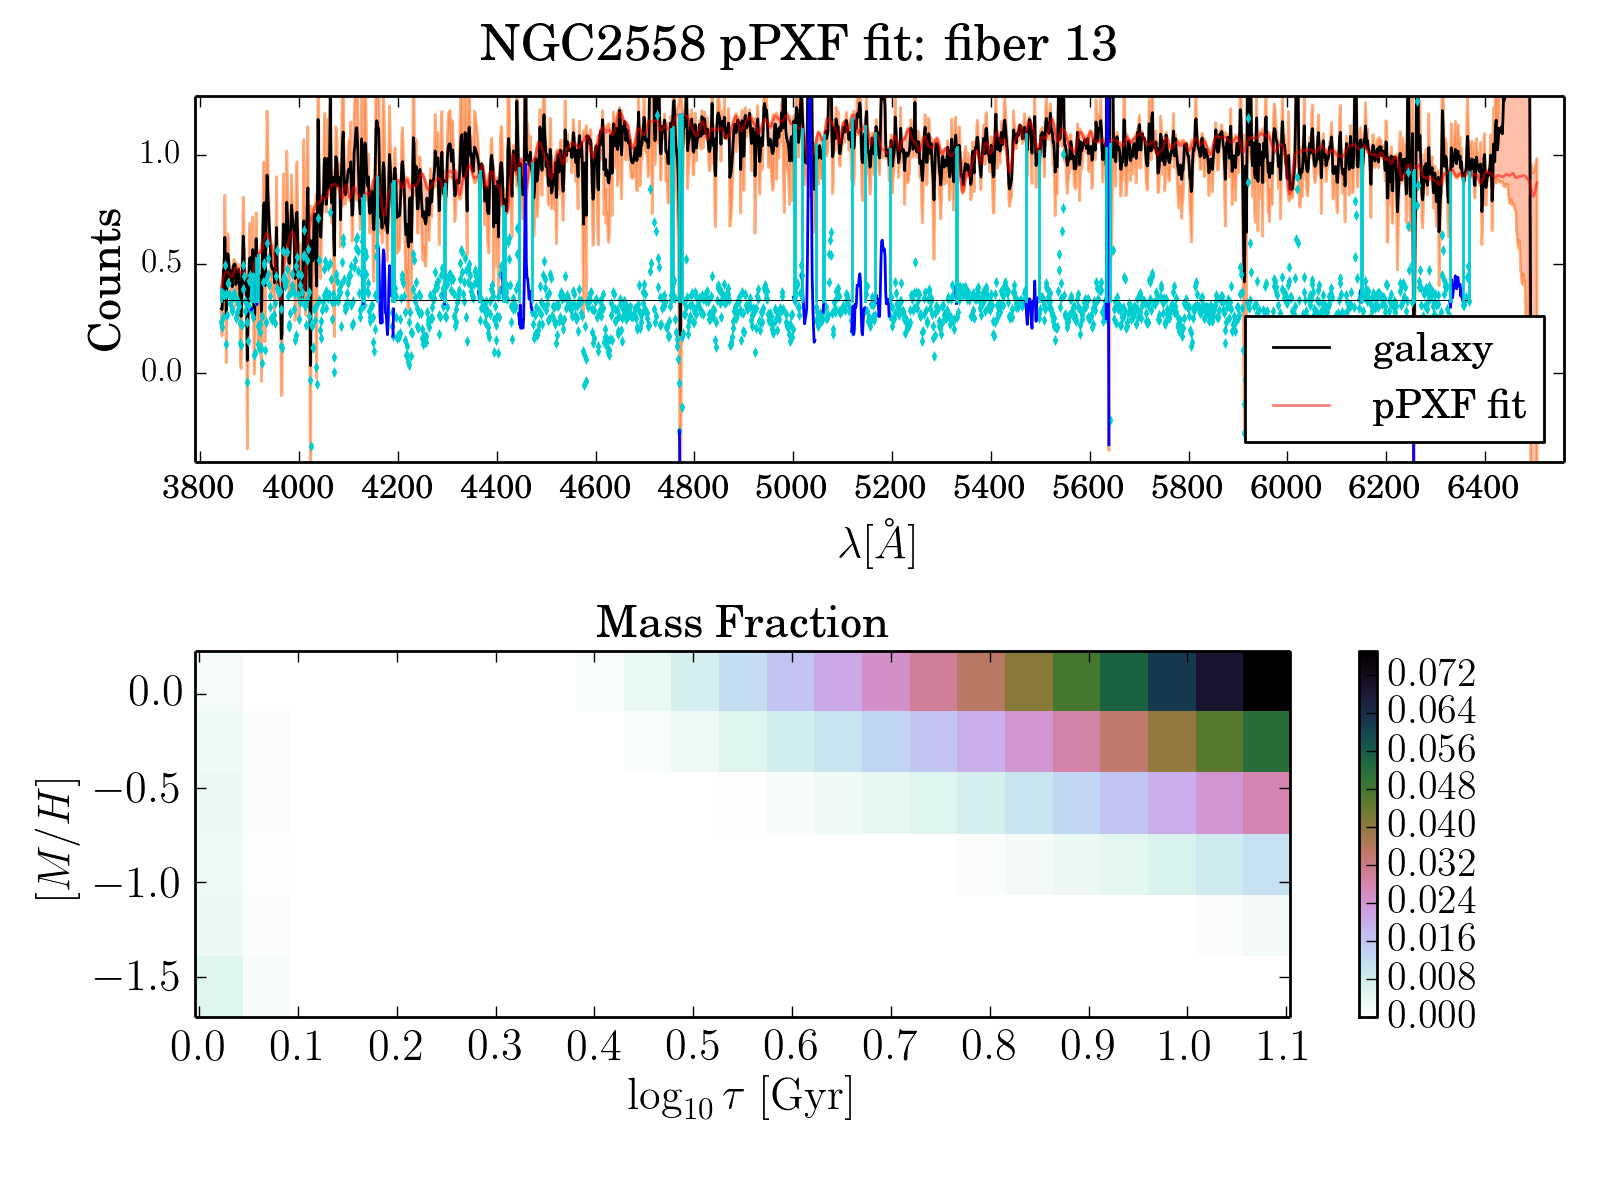 NGC2558 pPXF fit: fiber 13
Counts
1.0
0.5
0.0
galaxy
pPXF fit
3800 4000 4200 4400 4600 4800 5000 5200 5400 5600 5800 6000 6200 6400
λ[Å]
Mass Fraction
[M/H]
0.0
−0.5
−1.0
−1.5
0.072
0.064
0.056
0.048
0.040
0.032
0.024
0.016
0.008
0.000
0.0 0.1 0.2 0.3 0.4 0.5 0.6 0.7 0.8 0.9 1.0 1.1
log₁₀ τ [Gyr]